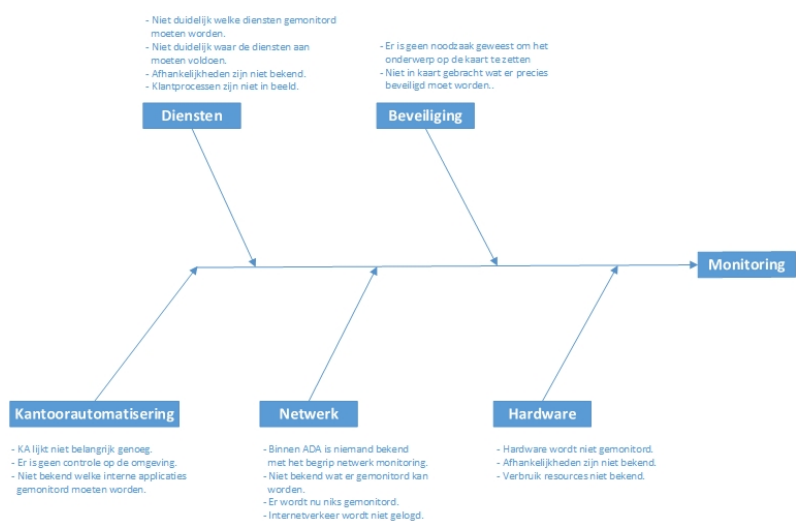 - Niet duidelijk welke diensten gemonitord
moeten worden.
- Niet duidelijk waar de diensten aan
moeten voldoen.
- Afhankelijkheden zijn niet bekend.
- Klantprocessen zijn niet in beeld.
Diensten
- Er is geen noodzaak geweest om het
onderwerp op de kaart te zetten
- Niet in kaart gebracht wat er precies
beveiligd moet worden..
Beveiliging
Monitoring
Kantoorautomatisering
- KA lijkt niet belangrijk genoeg.
- Er is geen controle op de omgeving.
- Niet bekend welke interne applicaties
gemonitord moeten worden.
Netwerk
- Binnen ADA is niemand bekend
met het begrip netwerk monitoring.
- Niet bekend wat er gemonitord kan
worden.
- Er wordt nu niks gemonitord.
- Internetverkeer wordt niet gelogd.
Hardware
- Hardware wordt niet gemonitord.
- Afhankelijkheden zijn niet bekend.
- Verbruik resources niet bekend.